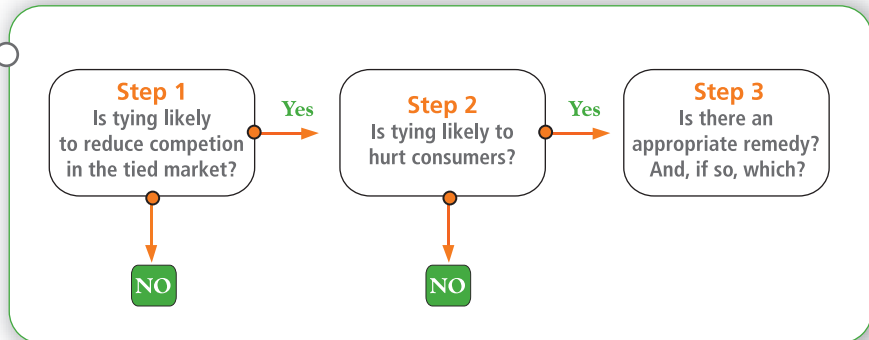 Step 1
Is tying likely
to reduce competion
in the tied market?
Yes
NO
Step 2
Is tying likely to
hurt consumers?
Yes
NO
Step 3
Is there an
appropriate remedy?
And, if so, which?